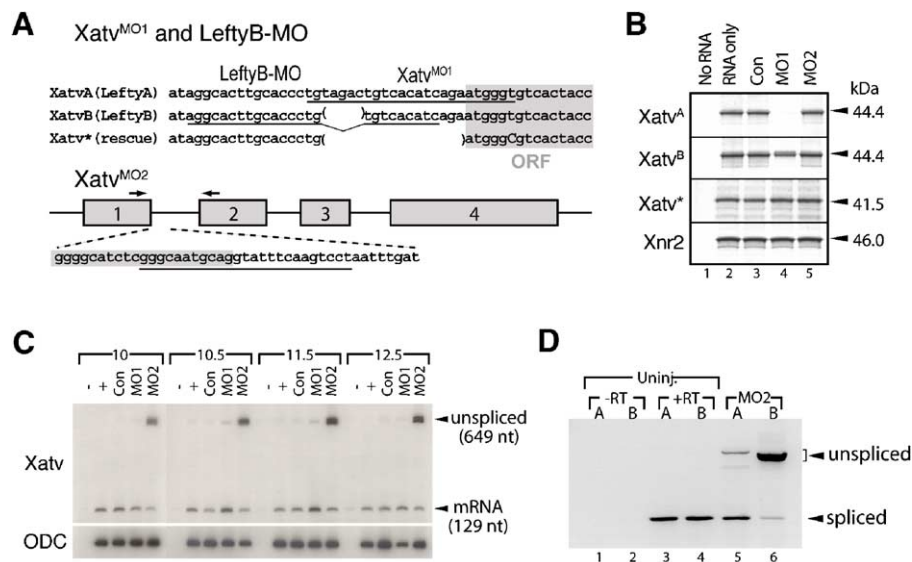 A
Xatv^MO1 and LeftyB-MO
LeftyB-MO Xatv^MO1
XatvA(LeftyA) ataggcacttgcaccctgtagactgtcacatcagaatgggtgtcactacc
XatvB(LeftyB) ataggcacttgcaccctg( )tgtcacatcagaatgggtgtcactacc
Xatv*(rescue) ataggcacttgcaccctg( )atgggCgtcactacc
ORF
Xatv^MO2
1 2 3 4
ggggcatctcgggcaatgcaggtatttcaagtcctaatttgat
B
No RNA RNA only Con MO1 MO2 kDa
Xatv^A 44.4
Xatv^B 44.4
Xatv* 41.5
Xnr2 46.0
1 2 3 4 5
C
10 10.5 11.5 12.5
- + Con MO1 MO2 - + Con MO1 MO2 - + Con MO1 MO2 - + Con MO1 MO2
Xatv
unspliced
(649 nt)
mRNA
(129 nt)
ODC
D
Uninj.
-RT +RT MO2
A B A B A B
unspliced
spliced
1 2 3 4 5 6